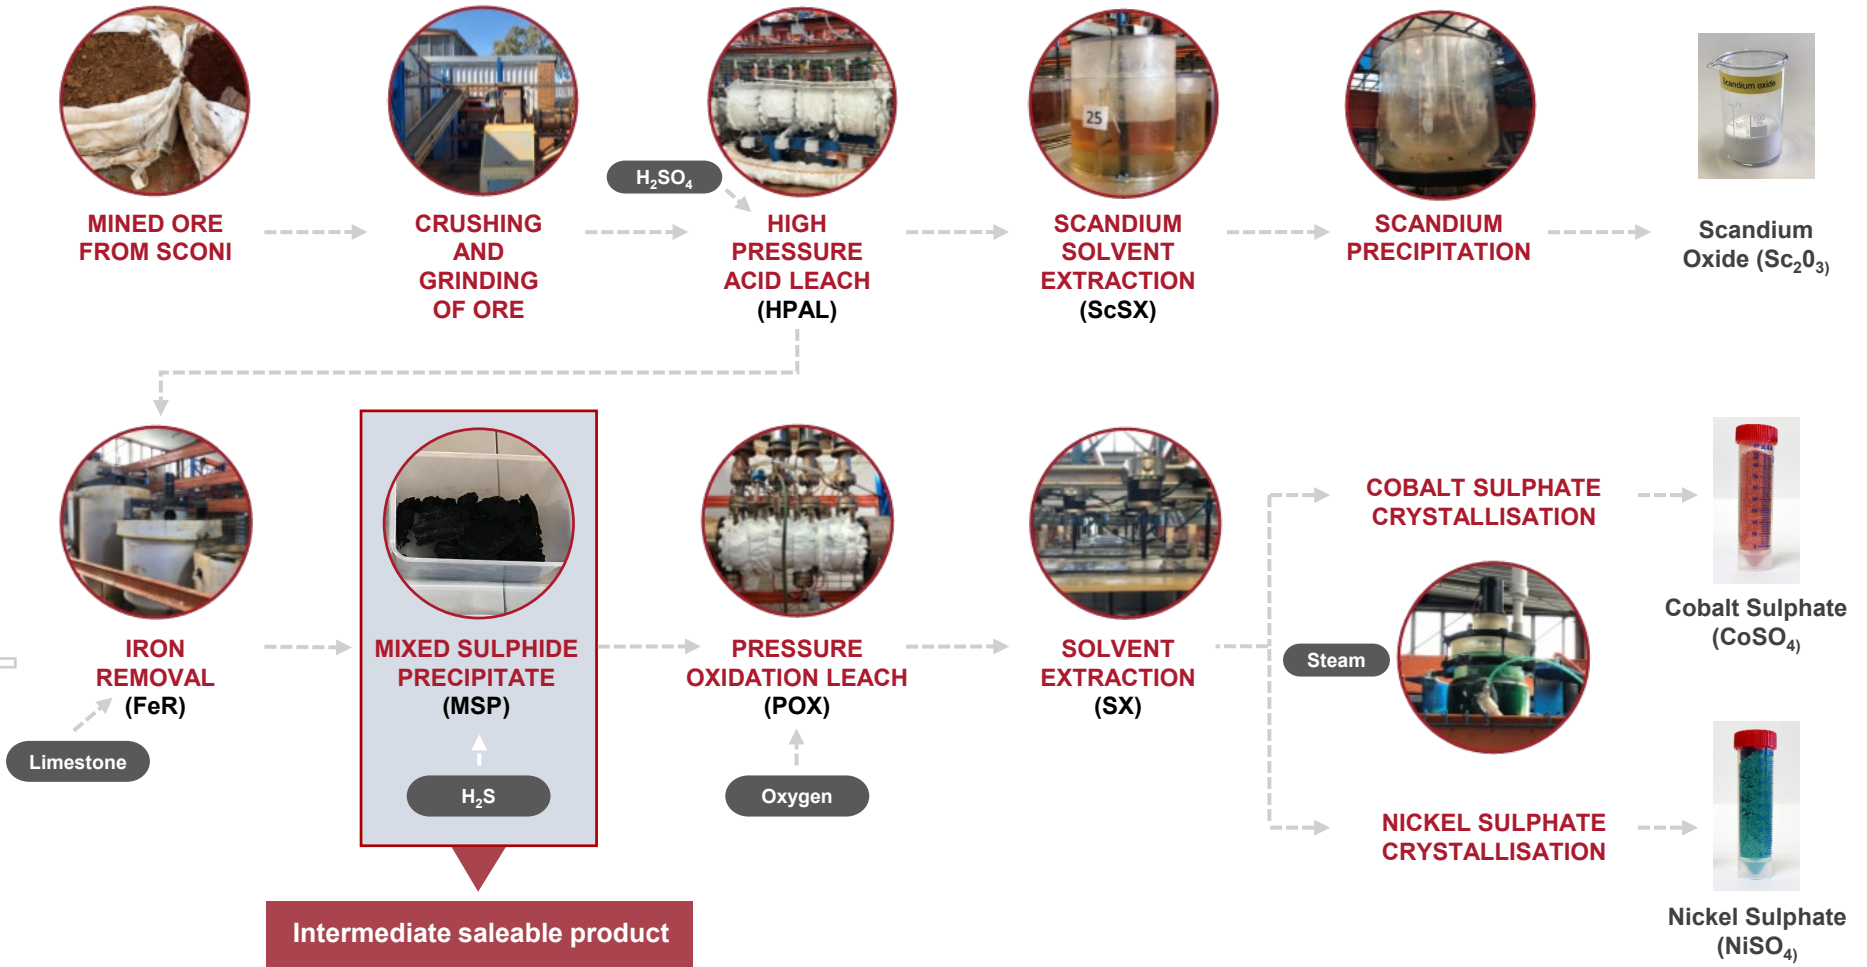 25
Scandium oxide
H₂SO₄
MINED ORE
FROM SCONI
CRUSHING
AND
GRINDING
OF ORE
HIGH
PRESSURE
ACID LEACH
(HPAL)
SCANDIUM
SOLVENT
EXTRACTION
(ScSX)
SCANDIUM
PRECIPITATION
Scandium
Oxide (Sc₂0₃)
IRON
REMOVAL
(FeR)
Limestone
MIXED SULPHIDE
PRECIPITATE
(MSP)
H₂S
Intermediate saleable product
PRESSURE
OXIDATION LEACH
(POX)
Oxygen
SOLVENT
EXTRACTION
(SX)
COBALT SULPHATE
CRYSTALLISATION
Cobalt Sulphate
(CoSO₄)
Steam
NICKEL SULPHATE
CRYSTALLISATION
Nickel Sulphate
(NiSO₄)